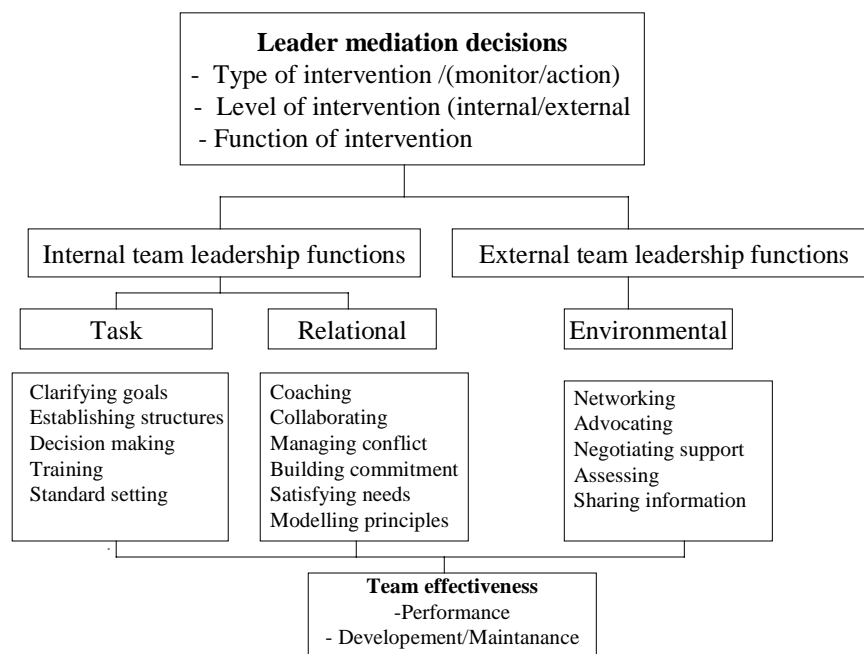 Leader mediation decisions
- Type of intervention /(monitor/action)
- Level of intervention (internal/external
- Function of intervention
Internal team leadership functions
External team leadership functions
Task
Relational
Environmental
Clarifying goals
Establishing structures
Decision making
Training
Standard setting
Coaching
Collaborating
Managing conflict
Building commitment
Satisfying needs
Modelling principles
Networking
Advocating
Negotiating support
Assessing
Sharing information
Team effectiveness
-Performance
- Developement/Maintanance